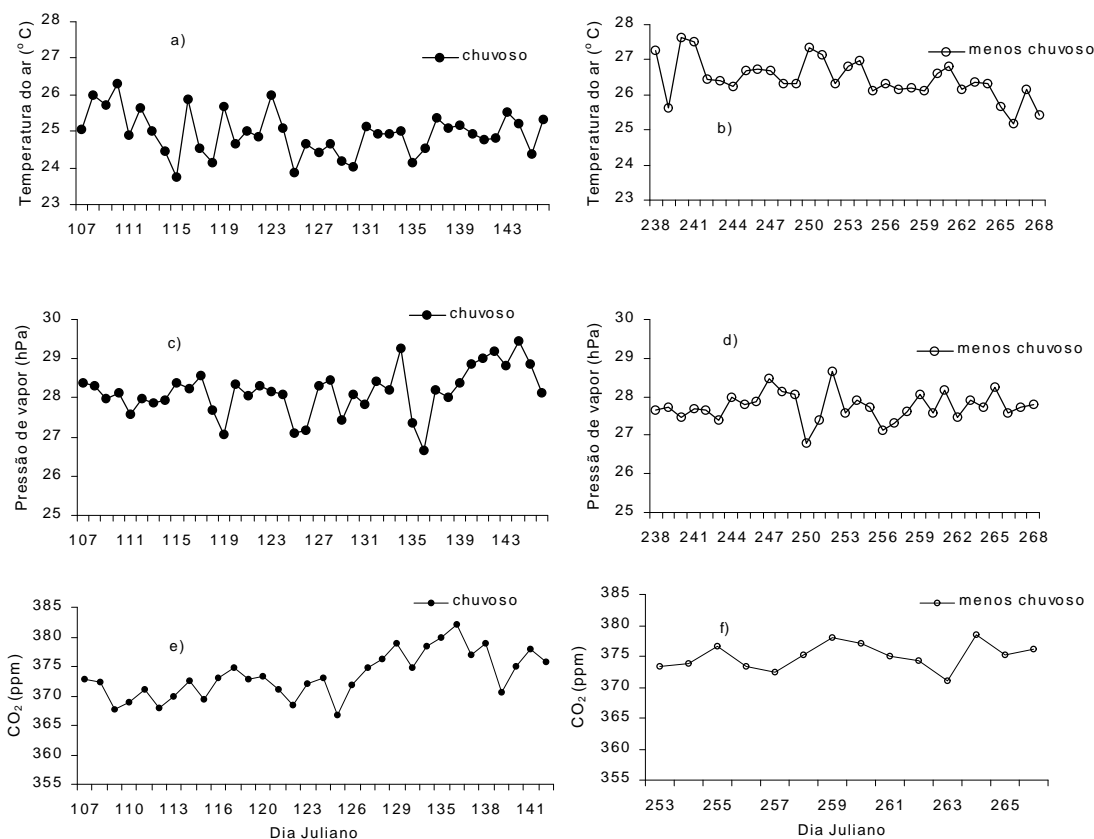 a)
chuvoso
Temperatura do ar (° C)
28
27
26
25
24
23
107 111 115 119 123 127 131 135 139 143
b)
menos chuvoso
Temperatura do ar (° C)
28
27
26
25
24
23
238 241 244 247 250 253 256 259 262 265 268
c)
chuvoso
Pressão de vapor (hPa)
30
29
28
27
26
25
107 111 115 119 125 127 131 135 139 143
d)
menos chuvoso
Pressão de vapor (hPa)
30
29
28
27
26
25
238 241 244 247 250 253 256 259 262 265 268
e)
chuvoso
CO₂ (ppm)
385
380
375
370
365
360
355
107 110 113 117 120 123 126 129 135 138 141
Dia Juliano
f)
menos chuvoso
CO₂ (ppm)
385
380
375
370
365
360
355
253 255 257 259 261 263 265
Dia Juliano